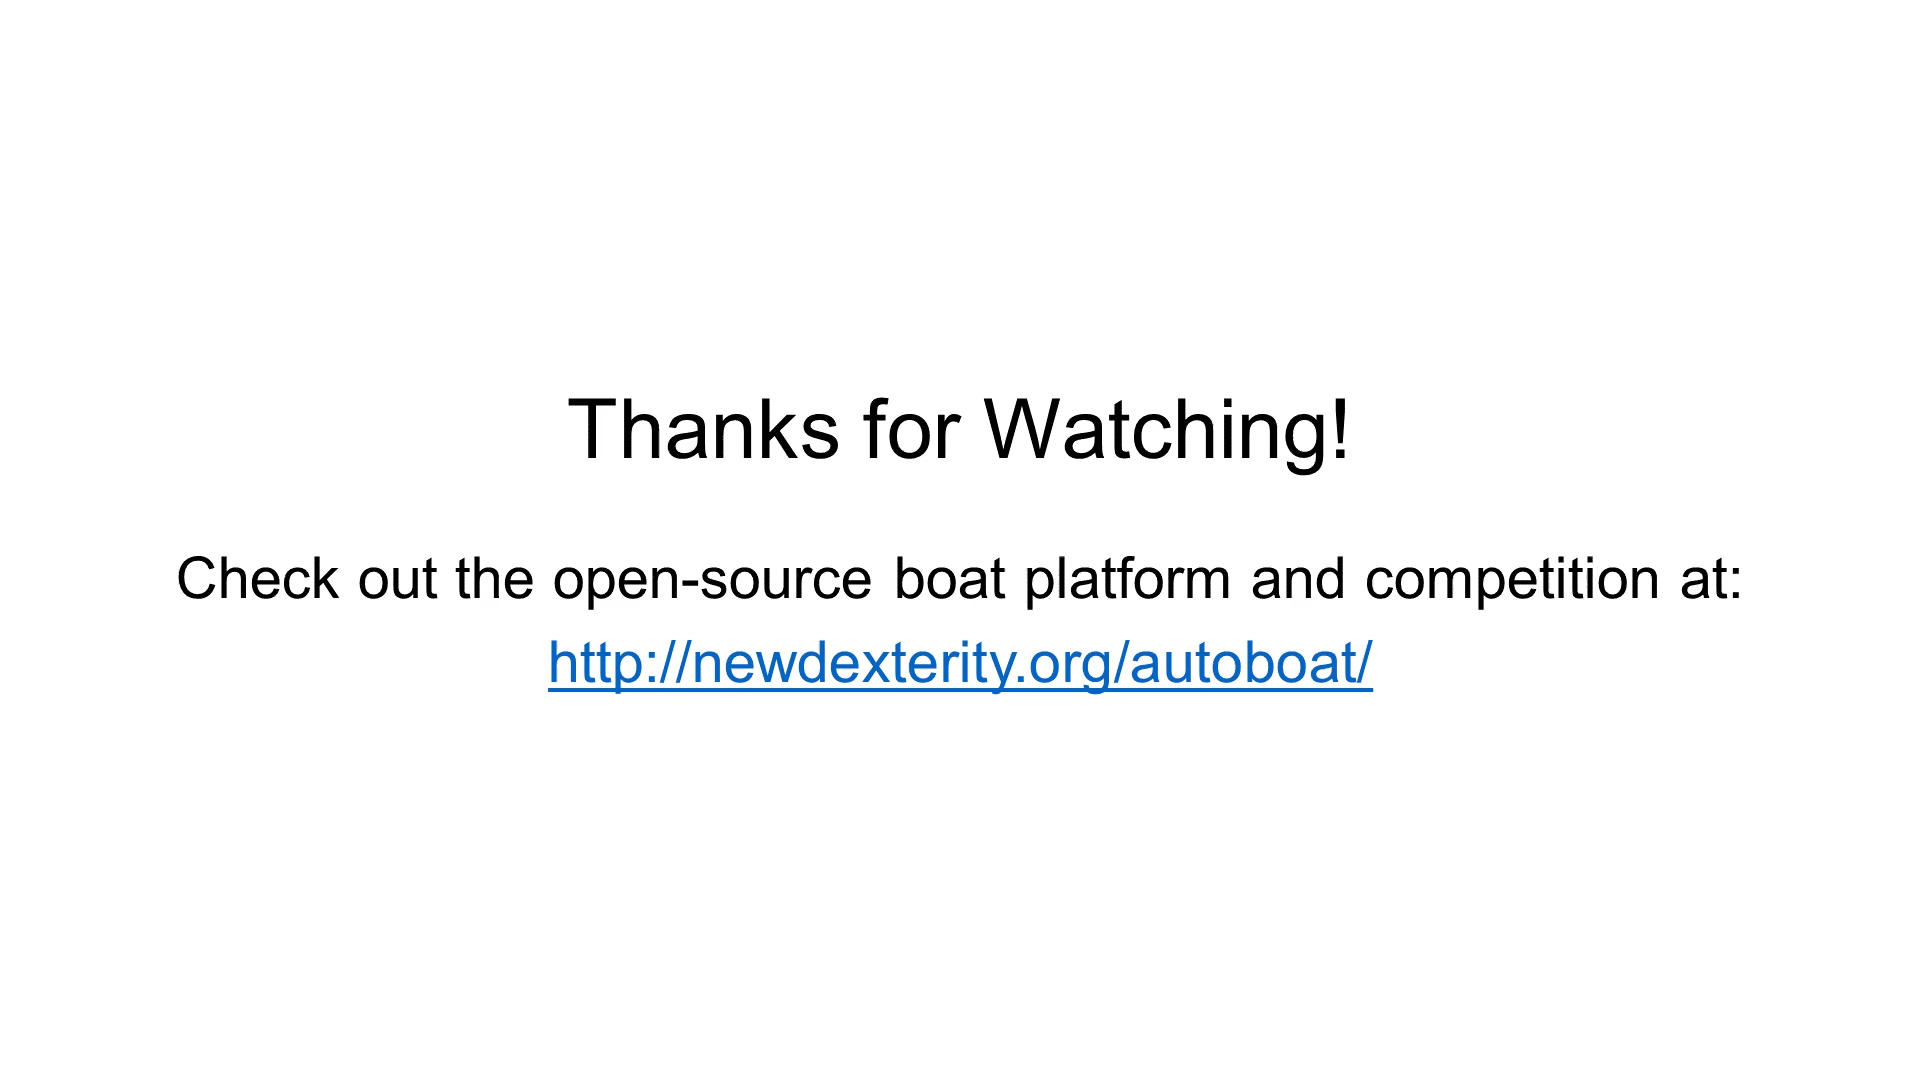 Thanks for Watching!
Check out the open-source boat platform and competition at:
http://newdexterity.org/autoboat/